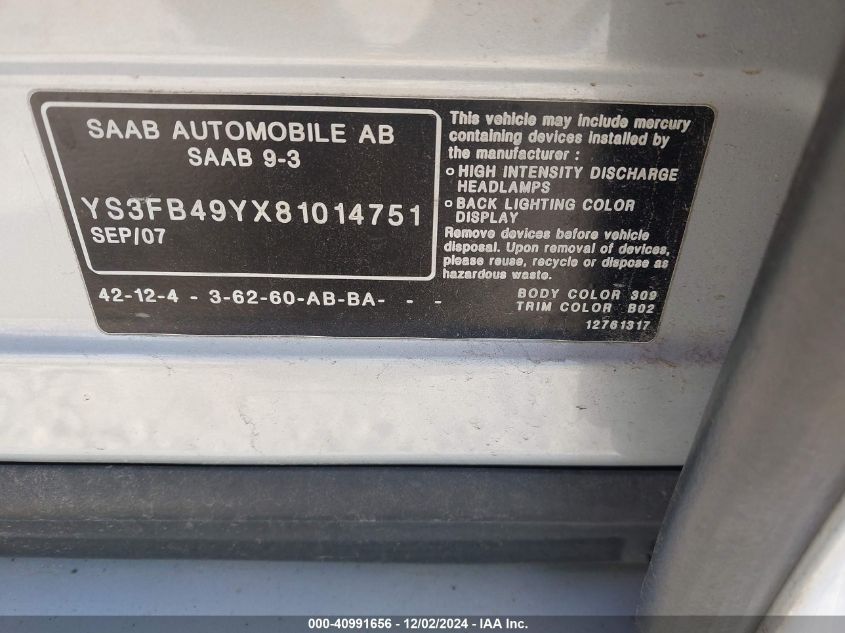 SAAB AUTOMOBILE AB
SAAB 9-3
YS3FB49YX81014751
SEP/07
42-12-4 - 3-62-60-AB-BA- - -
This vehicle may include mercury
containing devices installed by
the manufacturer :
o HIGH INTENSITY DISCHARGE
HEADLAMPS
o BACK LIGHTING COLOR
DISPLAY
Remove devices before vehicle
disposal. Upon removal of devices,
please reuse, recycle or dispose as
hazardous waste.
BODY COLOR 309
TRIM COLOR B02
12761317
000-40991656 - 12/02/2024 - IAA Inc.